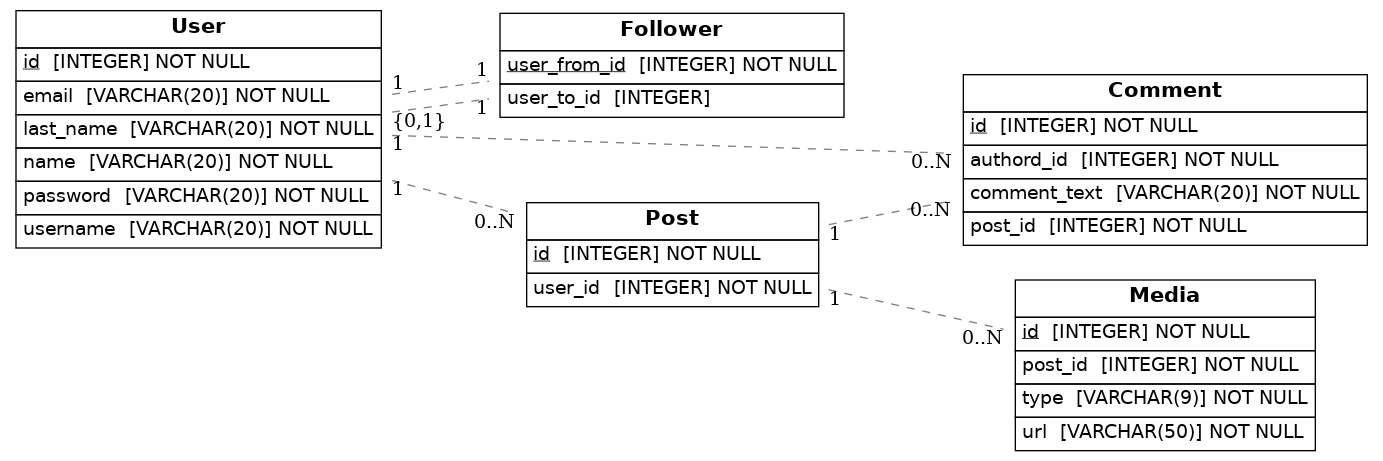 User
id [INTEGER] NOT NULL
email [VARCHAR(20)] NOT NULL
last_name [VARCHAR(20)] NOT NULL
name [VARCHAR(20)] NOT NULL
password [VARCHAR(20)] NOT NULL
username [VARCHAR(20)] NOT NULL
1
{0,1}
1
1
1
1
0..N
0..N
Follower
user_from_id [INTEGER] NOT NULL
user_to_id [INTEGER]
Post
id [INTEGER] NOT NULL
user_id [INTEGER] NOT NULL
1
1
0..N
0..N
Comment
id [INTEGER] NOT NULL
authord_id [INTEGER] NOT NULL
comment_text [VARCHAR(20)] NOT NULL
post_id [INTEGER] NOT NULL
Media
id [INTEGER] NOT NULL
post_id [INTEGER] NOT NULL
type [VARCHAR(9)] NOT NULL
url [VARCHAR(50)] NOT NULL